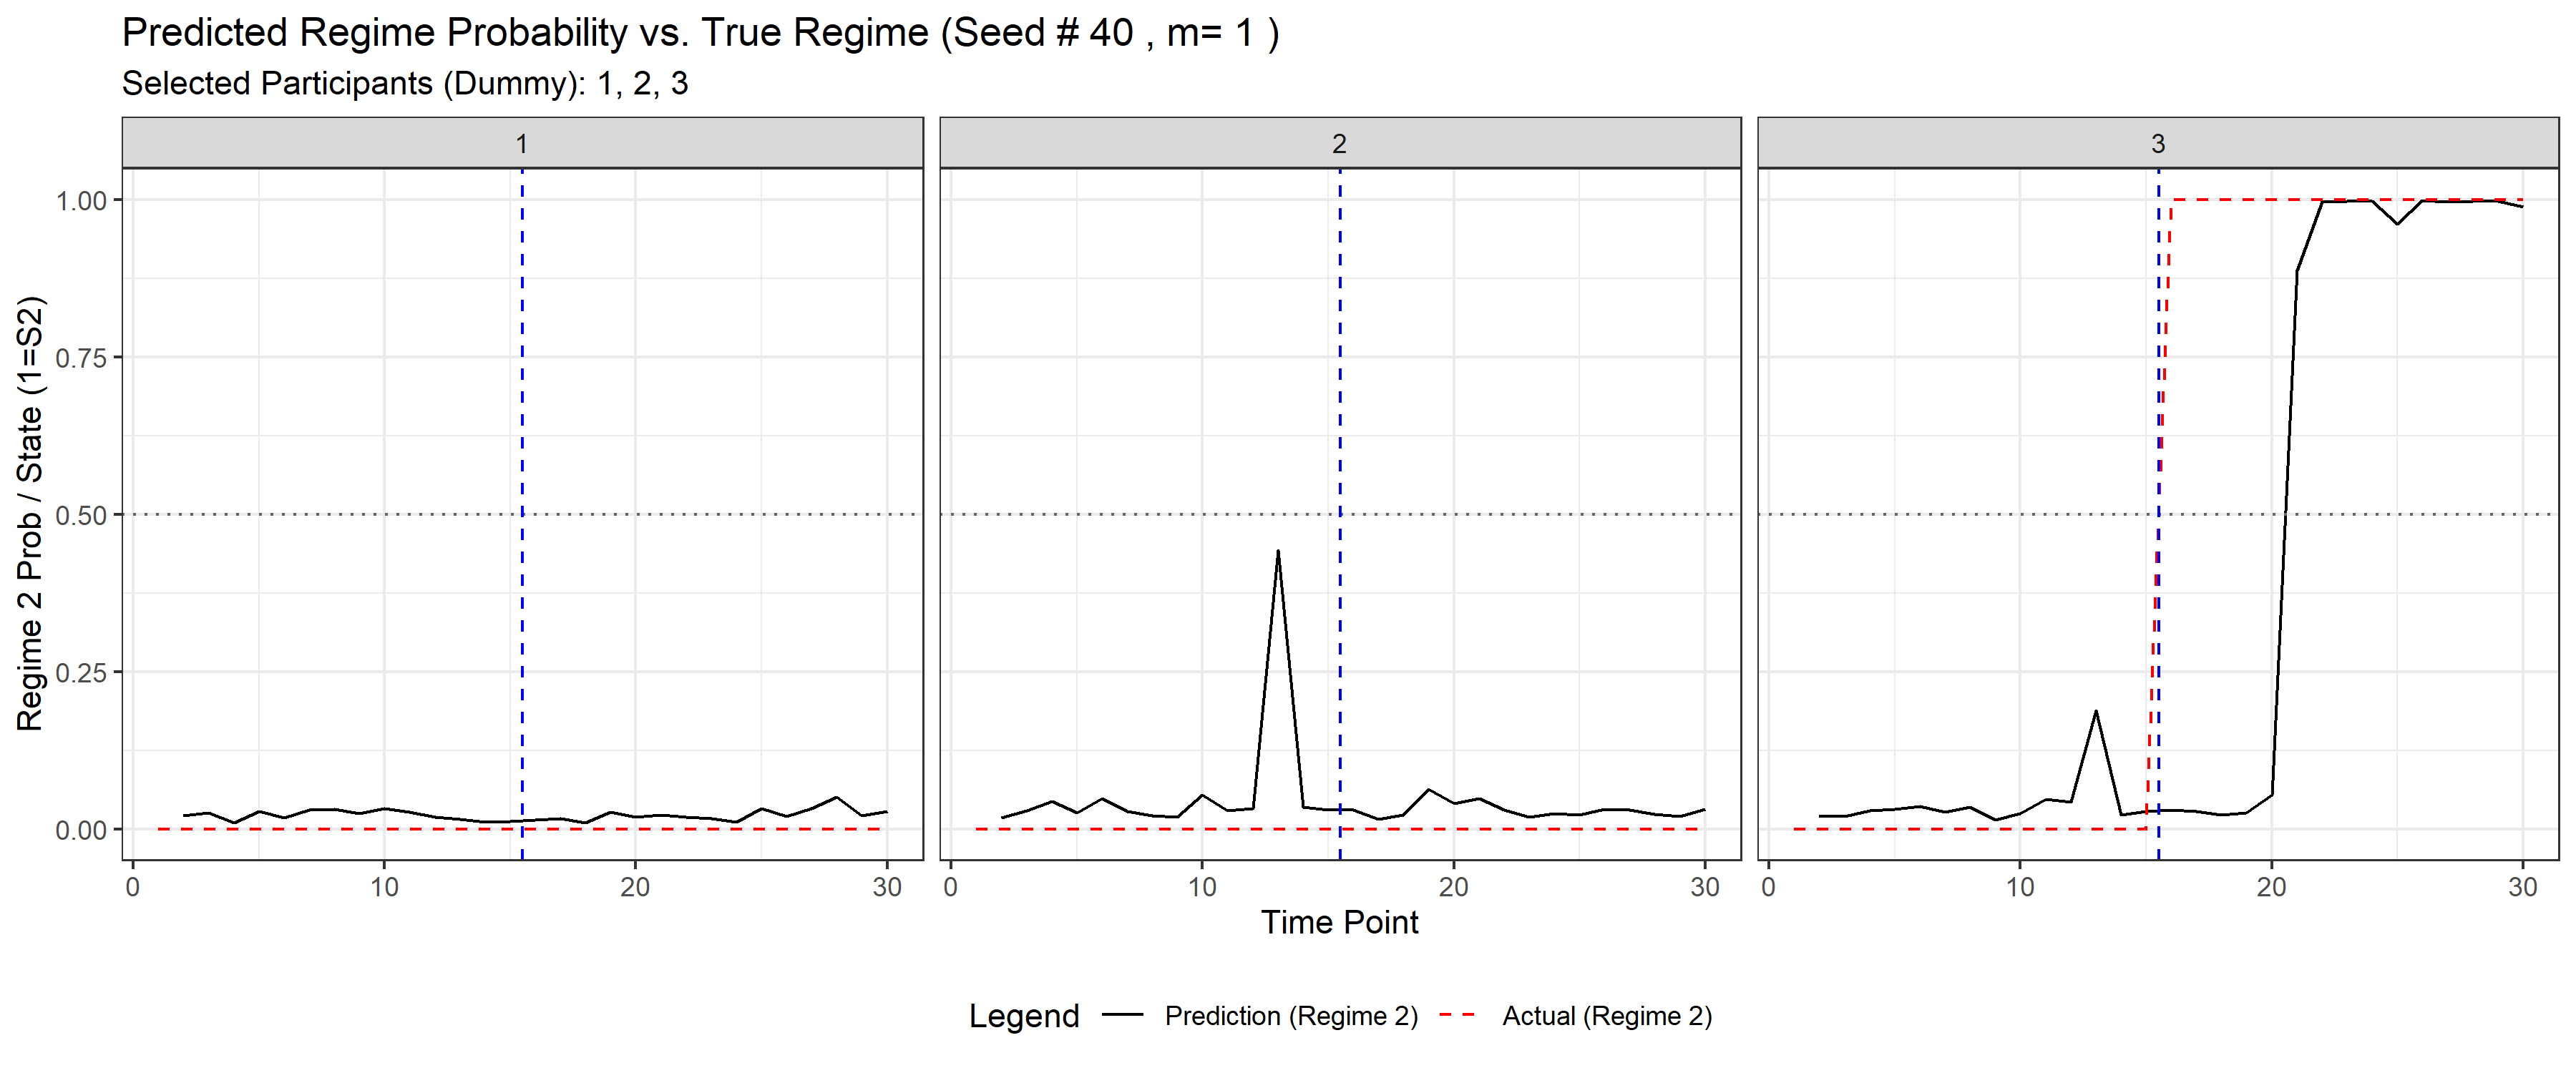 Predicted Regime Probability vs. True Regime (Seed # 40 , m= 1 )
Selected Participants (Dummy): 1, 2, 3
1 2 3
Regime 2 Prob / State (1=S2)
1.00
0.75
0.50
0.25
0.00
0 10 20 30 0 10 20 30 0 10 20 30
Time Point
Legend Prediction (Regime 2) Actual (Regime 2)